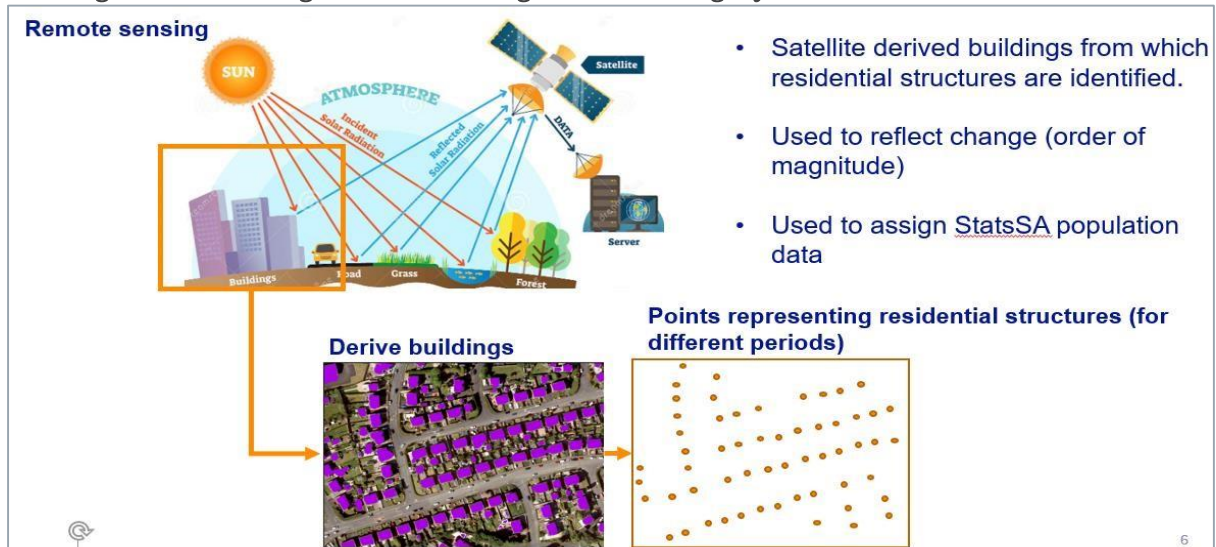 Remote sensing
SUN
ATMOSPHERE
Incident
Solar Radiation
Reflected
Solar Radiation
Satellite
DATA
Server
Buildings
Road
Grass
Forest
• Satellite derived buildings from which
residential structures are identified.
• Used to reflect change (order of
magnitude)
• Used to assign StatsSA population
data
Derive buildings
Points representing residential structures (for
different periods)
6